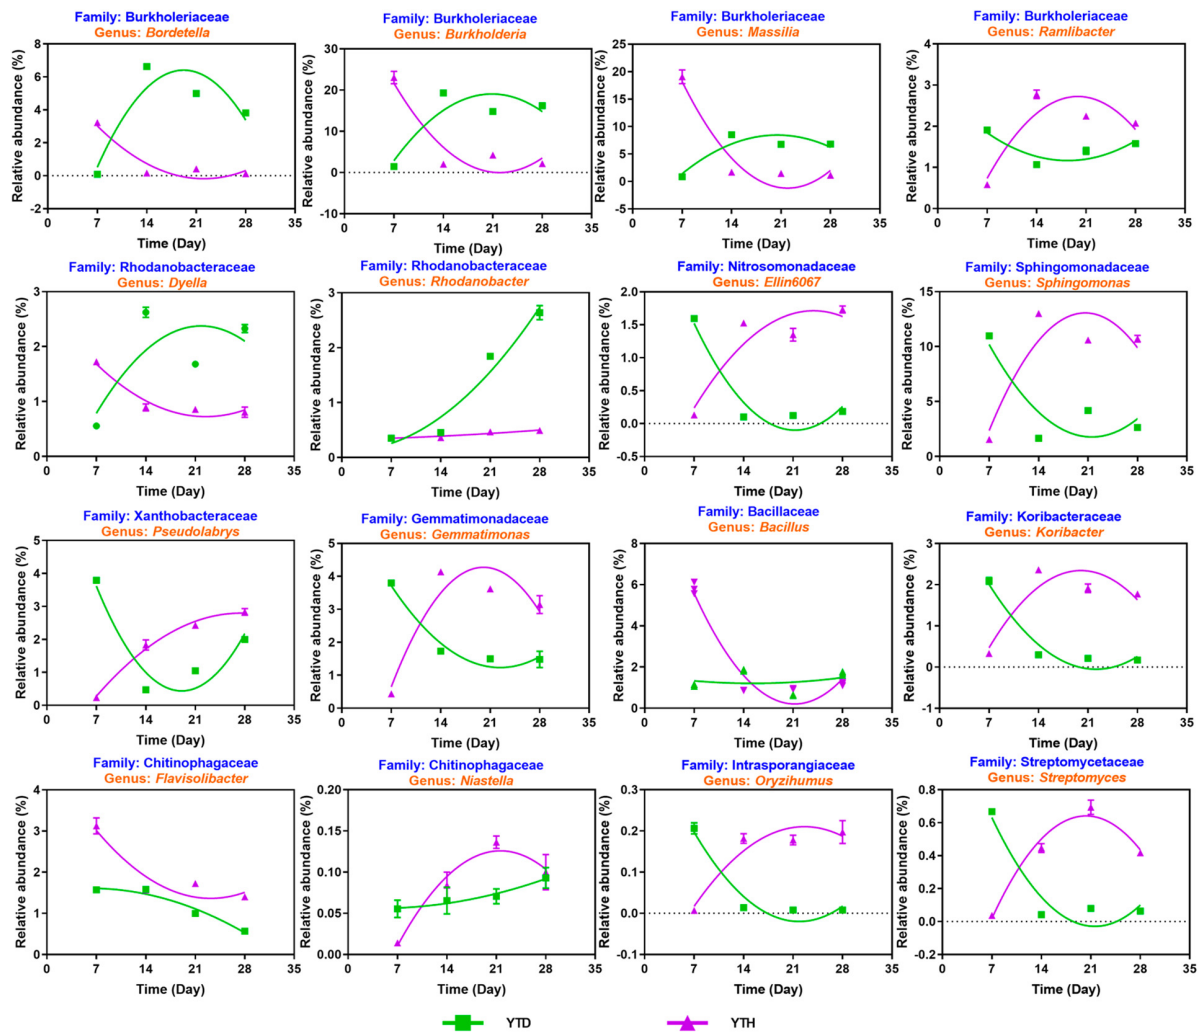 Family: Burkholeriaceae
Genus: Bordetella
Relative abundance (%)
8
6
4
2
0
-2
0 7 14 21 28 35
Time (Day)
Family: Burkholeriaceae
Genus: Burkholderia
Relative abundance (%)
30
20
10
0
-10
0 7 14 21 28 35
Time (Day)
Family: Burkholeriaceae
Genus: Massilia
Relative abundance (%)
25
20
15
10
5
0
-5
0 7 14 21 28 35
Time (Day)
Family: Burkholeriaceae
Genus: Ramlibacter
Relative abundance (%)
4
3
2
1
0
0 7 14 21 28 35
Time (Day)
Family: Rhodanobacteraceae
Genus: Dyella
Relative abundance (%)
3
2
1
0
0 7 14 21 28 35
Time (Day)
Family: Rhodanobacteraceae
Genus: Rhodanobacter
Relative abundance (%)
3
2
1
0
0 7 14 21 28 35
Time (Day)
Family: Nitrosomonadaceae
Genus: Ellin6067
Relative abundance (%)
2.0
1.5
1.0
0.5
0.0
-0.5
0 7 14 21 28 35
Time (Day)
Family: Sphingomonadaceae
Genus: Sphingomonas
Relative abundance (%)
15
10
5
0
0 7 14 21 28 35
Time (Day)
Family: Xanthobacteraceae
Genus: Pseudolabrys
Relative abundance (%)
5
4
3
2
1
0
0 7 14 21 28 35
Time (Day)
Family: Gemmatimonadaceae
Genus: Gemmatimonas
Relative abundance (%)
5
4
3
2
1
0
0 7 14 21 28 35
Time (Day)
Family: Bacillaceae
Genus: Bacillus
Relative abundance (%)
8
6
4
2
0
0 7 14 21 28 35
Time (Day)
Family: Koribacteraceae
Genus: Koribacter
Relative abundance (%)
3
2
1
0
-1
0 7 14 21 28 35
Time (Day)
Family: Chitinophagaceae
Genus: Flavisolibacter
Relative abundance (%)
4
3
2
1
0
0 7 14 21 28 35
Time (Day)
Family: Chitinophagaceae
Genus: Niastella
Relative abundance (%)
0.20
0.15
0.10
0.05
0.00
0 7 14 21 28 35
Time (Day)
Family: Intrasporangiaceae
Genus: Oryzihumus
Relative abundance (%)
0.3
0.2
0.1
0.0
-0.1
0 7 14 21 28 35
Time (Day)
Family: Streptomycetaceae
Genus: Streptomyces
Relative abundance (%)
0.8
0.6
0.4
0.2
0.0
-0.2
0 7 14 21 28 35
Time (Day)
YTD YTH